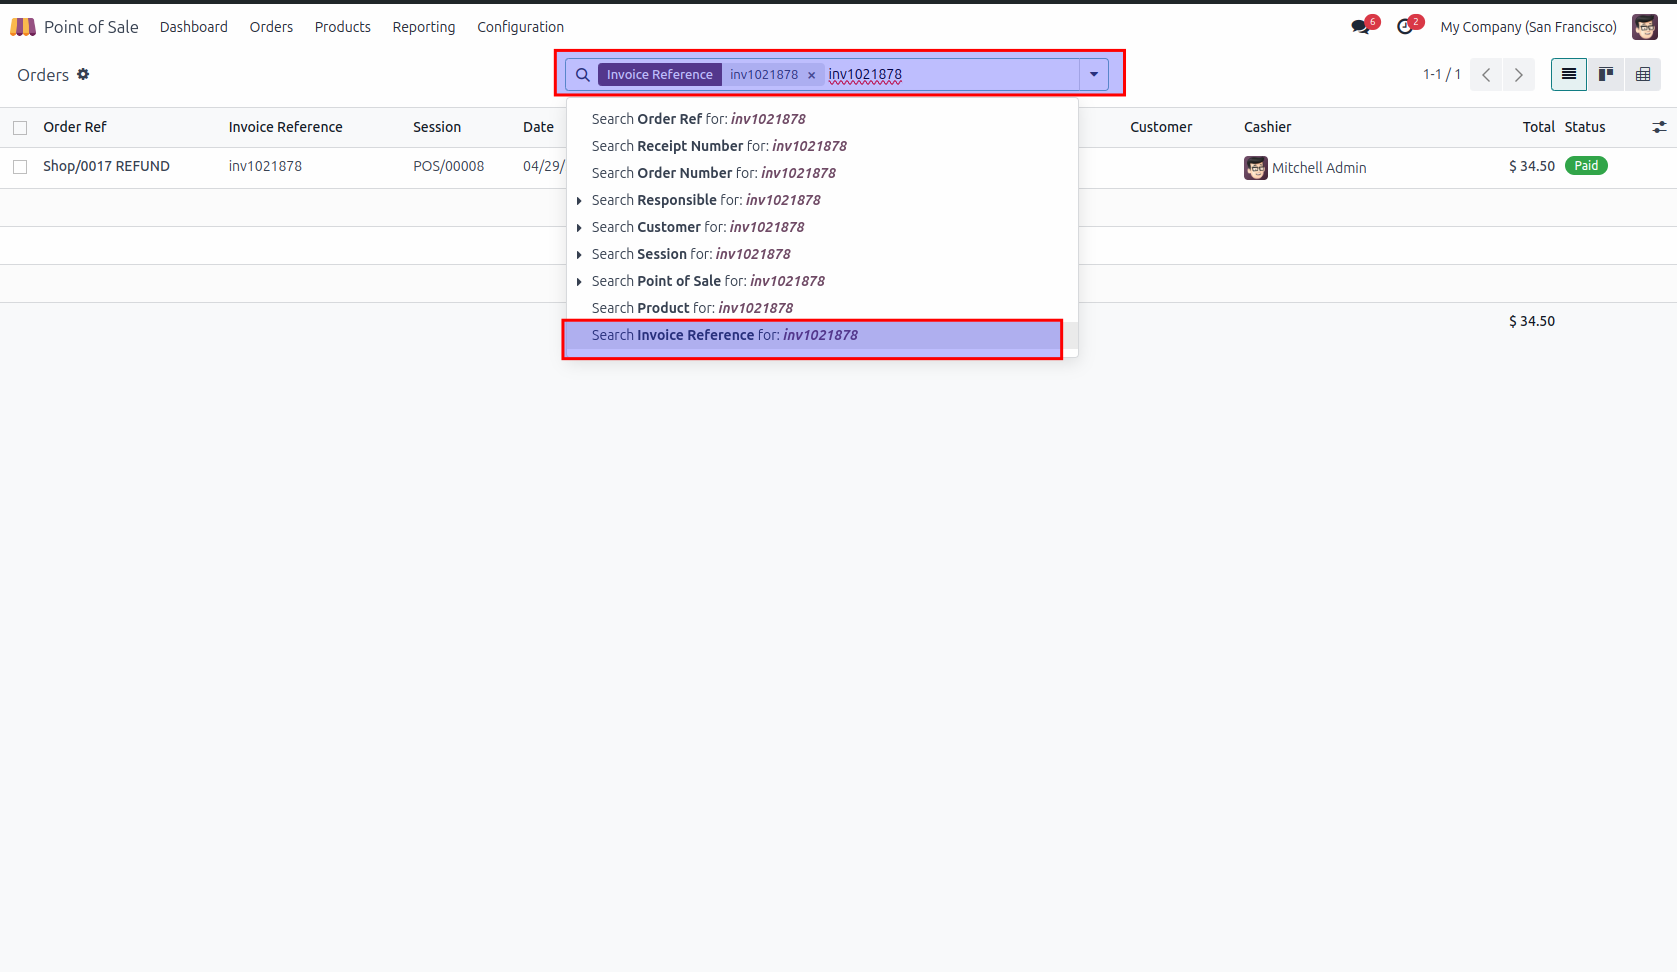 Point of Sale Dashboard Orders Products Reporting Configuration 6 2 My Company (San Francisco)
Orders Invoice Reference inv1021878 × inv1021878 1-1 / 1
Order Ref Invoice Reference Session Date Customer Cashier Total Status
Shop/0017 REFUND inv1021878 POS/00008 04/29/ Mitchell Admin $ 34.50 Paid
Search Order Ref for: inv1021878
Search Receipt Number for: inv1021878
Search Order Number for: inv1021878
Search Responsible for: inv1021878
Search Customer for: inv1021878
Search Session for: inv1021878
Search Point of Sale for: inv1021878
Search Product for: inv1021878
Search Invoice Reference for: inv1021878
$ 34.50